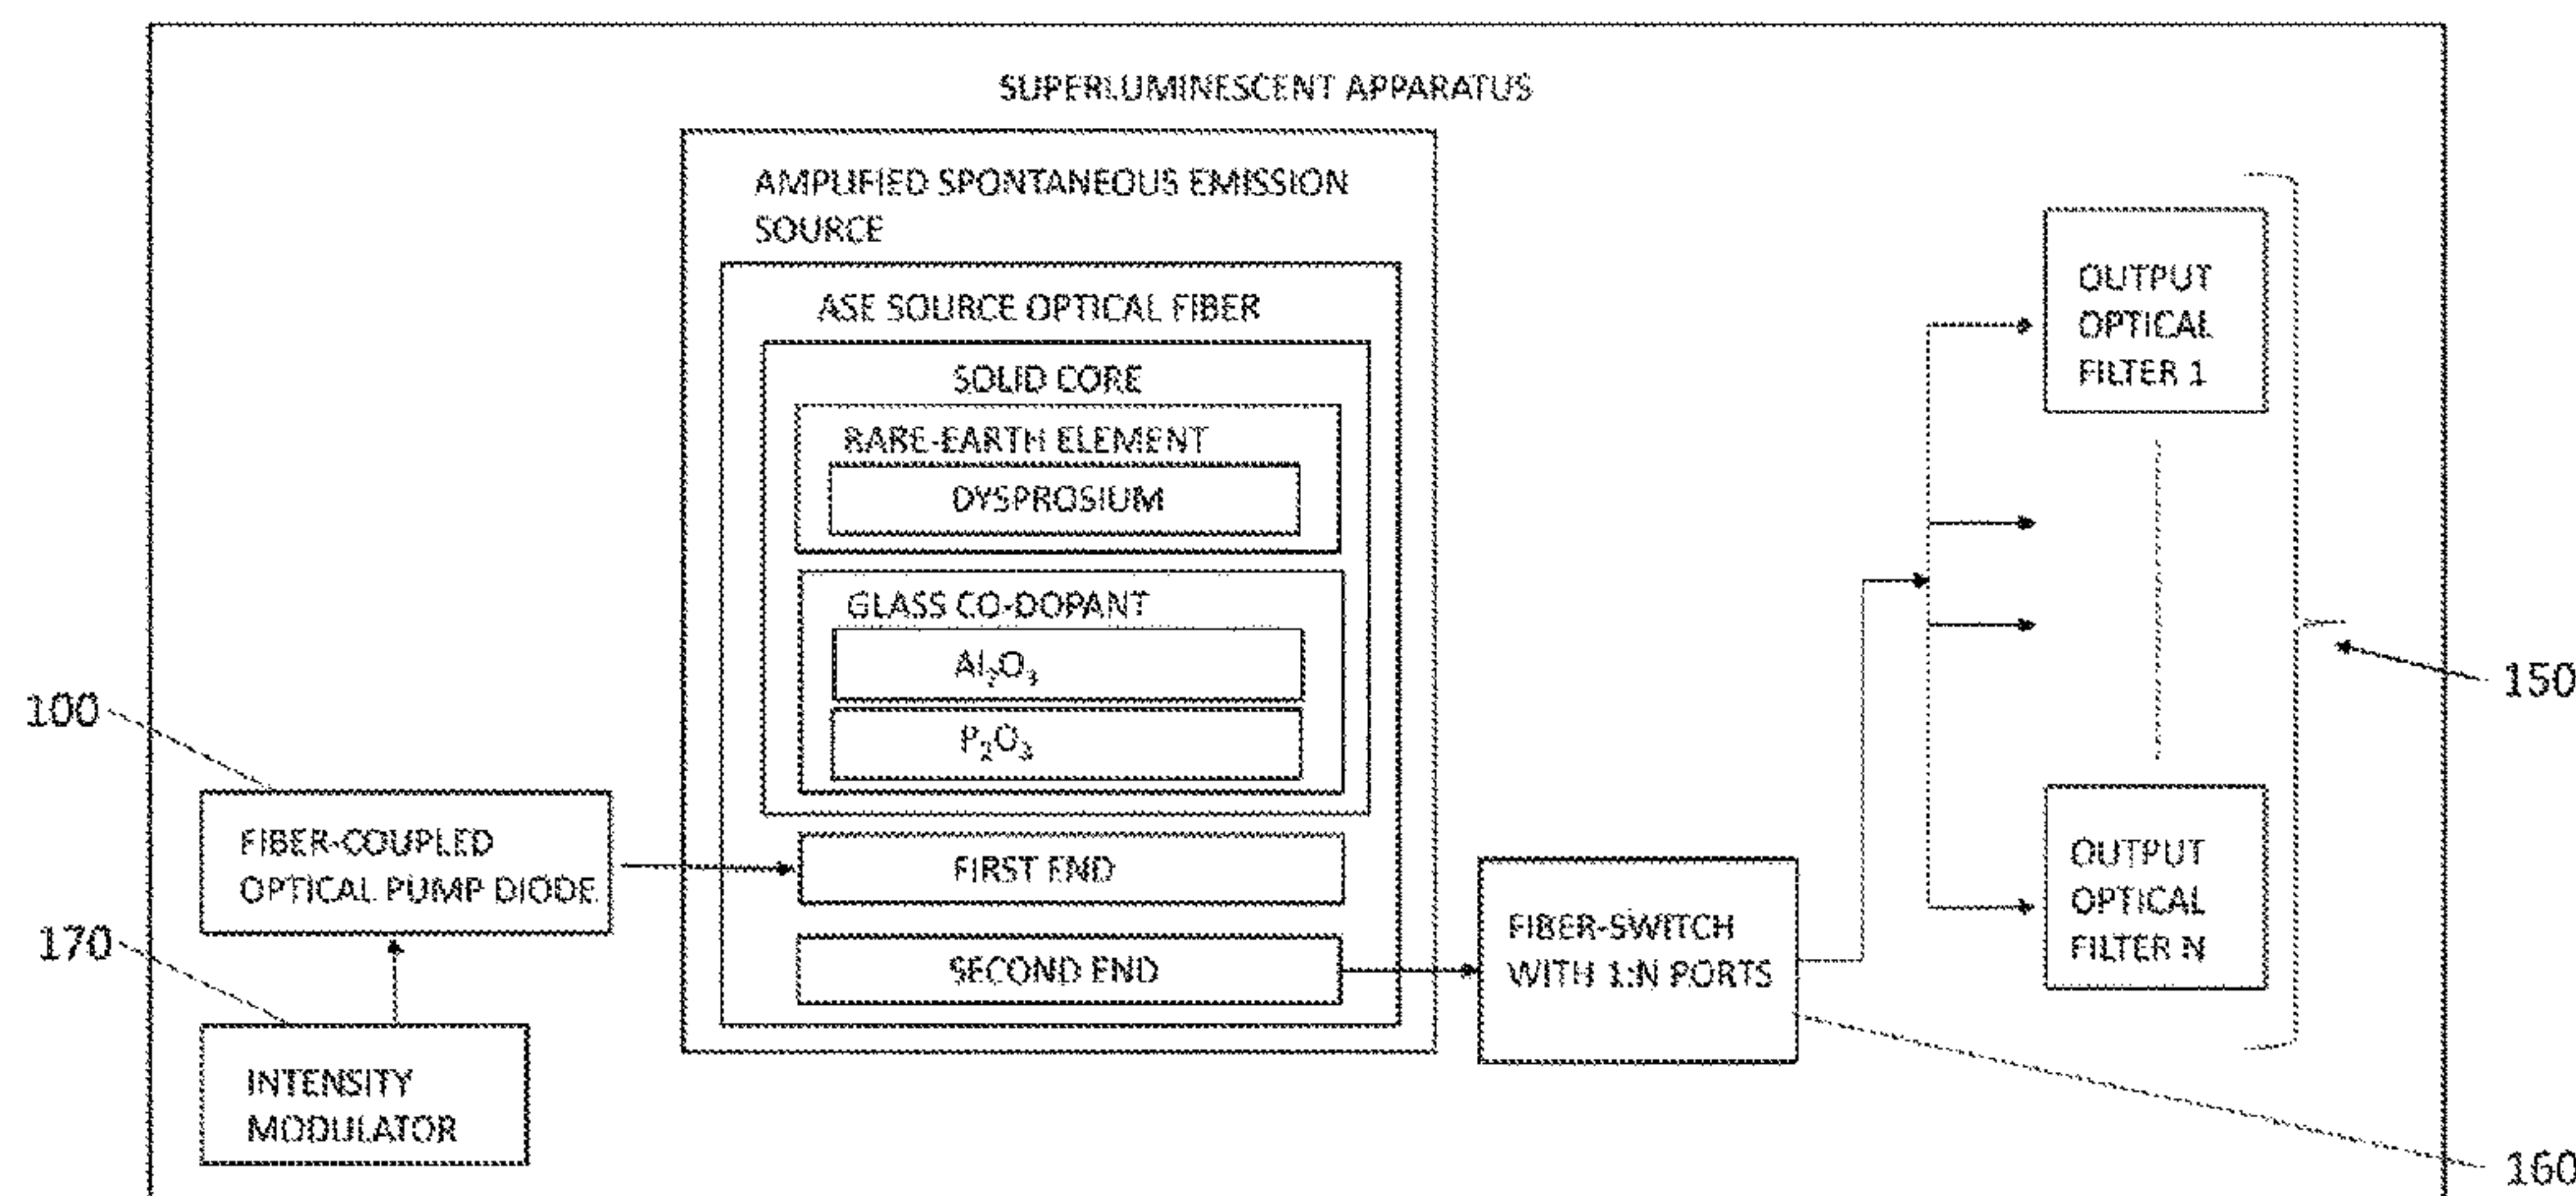 SUPERLUMINESCENT APPARATUS
AMPLIFIED SPONTANEOUS EMISSION
SOURCE
ASE SOURCE OPTICAL FIBER
SOLID CORE
RARE-EARTH ELEMENT
DYSPROSIUM
GLASS CO-DOPANT
Al₂O₃
P₂O₃
FIRST END
SECOND END
100
FIBER-COUPLED
OPTICAL PUMP DIODE
170
INTENSITY
MODULATOR
FIBER-SWITCH
WITH 1:N PORTS
OUTPUT
OPTICAL
FILTER 1
OUTPUT
OPTICAL
FILTER N
150
160